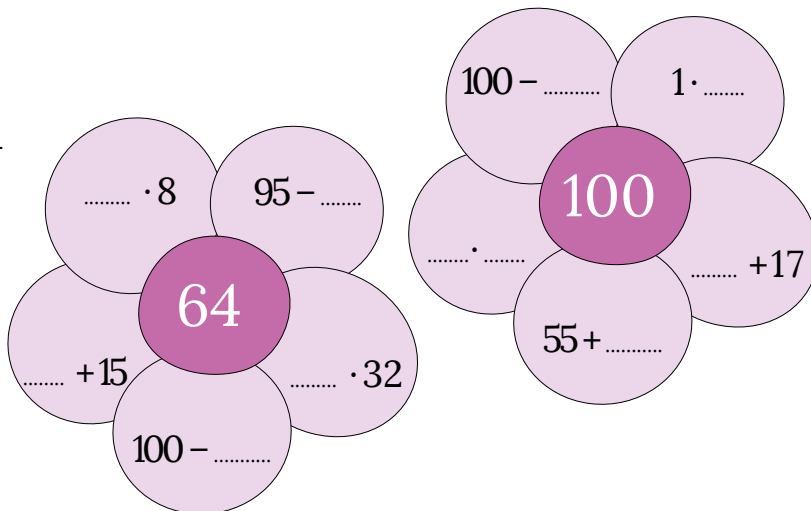 ........ · 8
95 – ........
64
........ + 15
........ · 32
100 – ...........
100 – ...........
1 · ........
100
........ · ........
........ + 17
55 + ...........